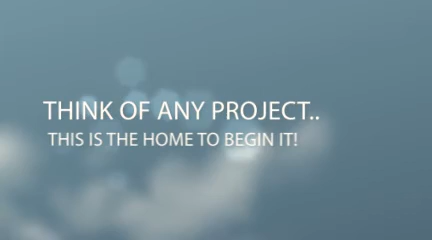 THINK OF ANY PROJECT..
THIS IS THE HOME TO BEGIN IT!